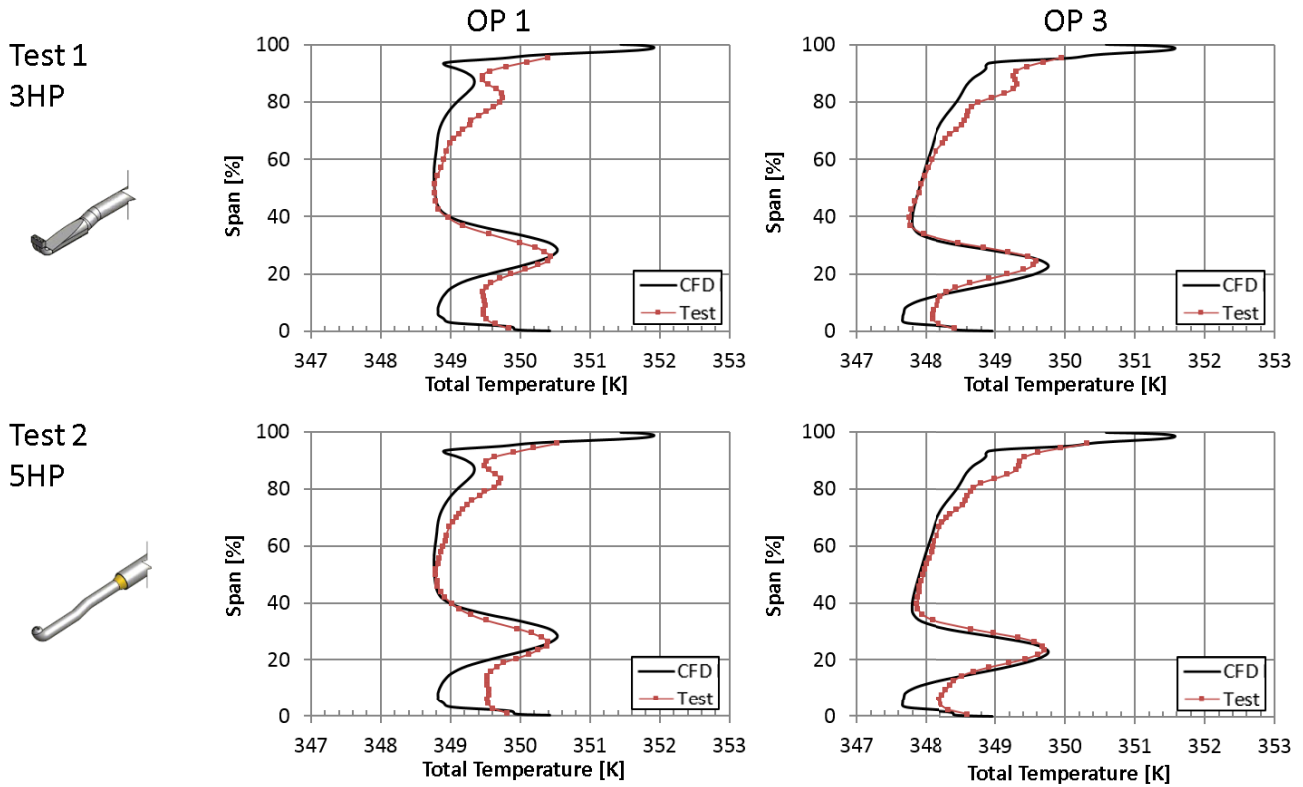 OP 1
OP 3
Test 1
3HP
100
80
60
40
20
0
Span [%]
CFD
Test
347 348 349 350 351 352 353
Total Temperature [K]
100
80
60
40
20
0
Span [%]
CFD
Test
347 348 349 350 351 352 353
Total Temperature [K]
Test 2
5HP
100
80
60
40
20
0
Span [%]
CFD
Test
347 348 349 350 351 352 353
Total Temperature [K]
100
80
60
40
20
0
Span [%]
CFD
Test
347 348 349 350 351 352 353
Total Temperature [K]